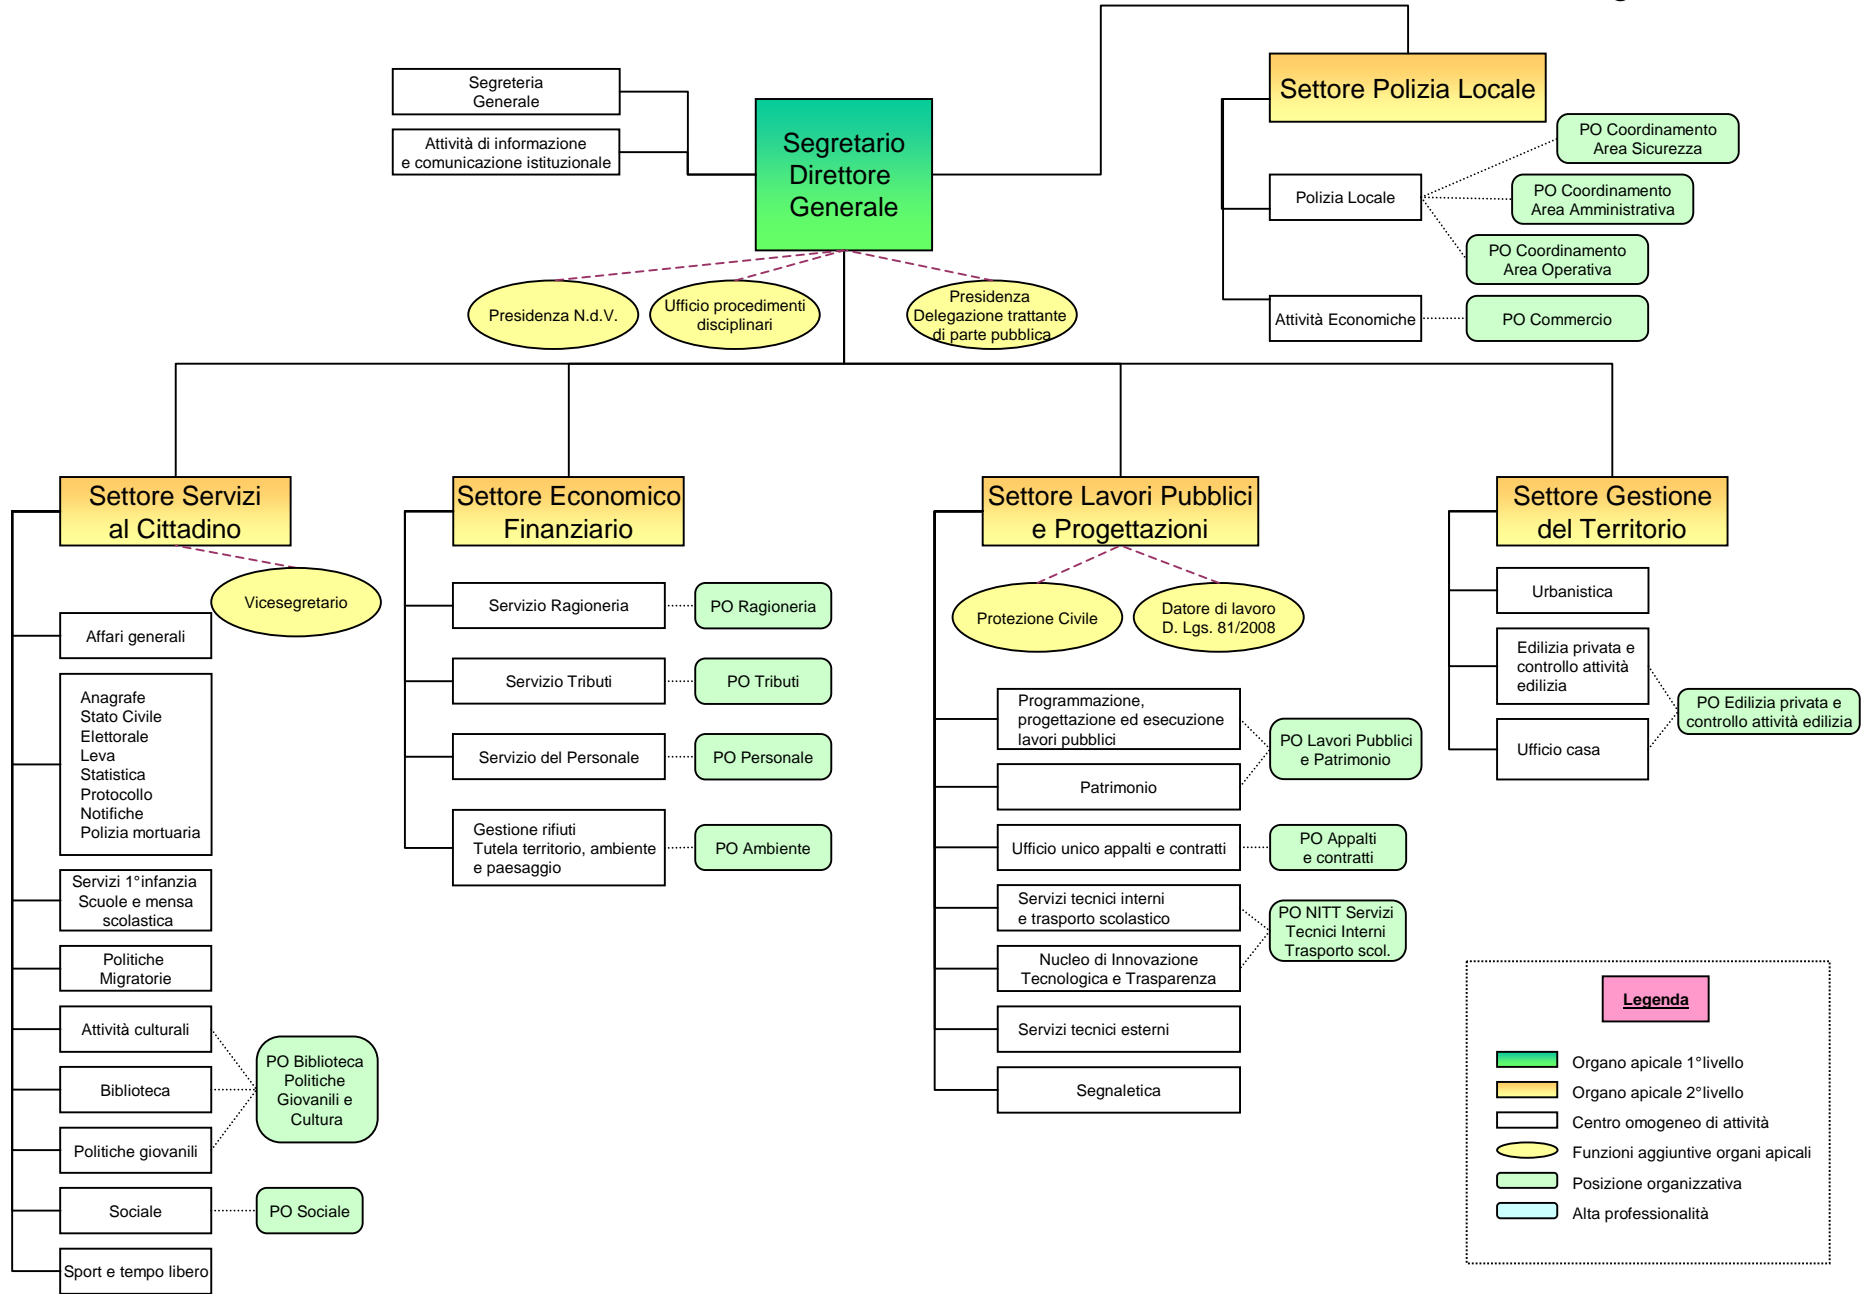 Segreteria
Generale
Attività di informazione
e comunicazione istituzionale
Segretario
Direttore
Generale
Settore Polizia Locale
PO Coordinamento
Area Sicurezza
Polizia Locale
PO Coordinamento
Area Amministrativa
PO Coordinamento
Area Operativa
Attività Economiche
PO Commercio
Presidenza N.d.V.
Ufficio procedimenti
disciplinari
Presidenza
Delegazione trattante
di parte pubblica
Settore Servizi
al Cittadino
Vicesegretario
Affari generali
Anagrafe
Stato Civile
Elettorale
Leva
Statistica
Protocollo
Notifiche
Polizia mortuaria
Servizi 1°infanzia
Scuole e mensa
scolastica
Politiche
Migratorie
Attività culturali
Biblioteca
Politiche giovanili
PO Biblioteca
Politiche
Giovanili e
Cultura
Sociale
PO Sociale
Sport e tempo libero
Settore Economico
Finanziario
Servizio Ragioneria
PO Ragioneria
Servizio Tributi
PO Tributi
Servizio del Personale
PO Personale
Gestione rifiuti
Tutela territorio, ambiente
e paesaggio
PO Ambiente
Settore Lavori Pubblici
e Progettazioni
Protezione Civile
Datore di lavoro
D. Lgs. 81/2008
Programmazione,
progettazione ed esecuzione
lavori pubblici
Patrimonio
PO Lavori Pubblici
e Patrimonio
Ufficio unico appalti e contratti
PO Appalti
e contratti
Servizi tecnici interni
e trasporto scolastico
Nucleo di Innovazione
Tecnologica e Trasparenza
PO NITT Servizi
Tecnici Interni
Trasporto scol.
Servizi tecnici esterni
Segnaletica
Settore Gestione
del Territorio
Urbanistica
Edilizia privata e
controllo attività
edilizia
Ufficio casa
PO Edilizia privata e
controllo attività edilizia
Legenda
Organo apicale 1°livello
Organo apicale 2°livello
Centro omogeneo di attività
Funzioni aggiuntive organi apicali
Posizione organizzativa
Alta professionalità